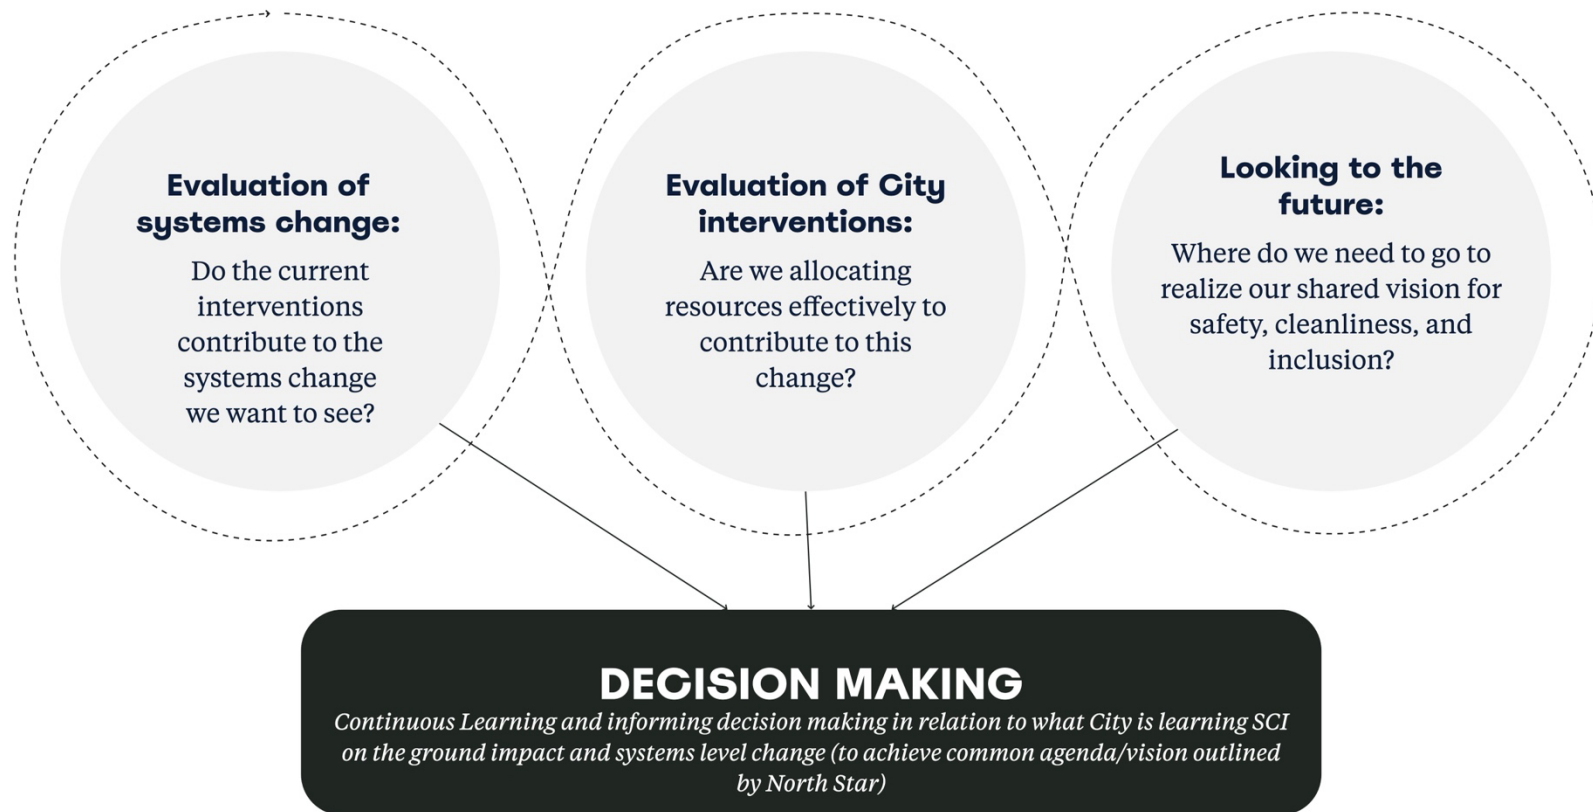 Evaluation of
systems change:
Do the current
interventions
contribute to the
systems change
we want to see?
Evaluation of City
interventions:
Are we allocating
resources effectively to
contribute to this
change?
Looking to the
future:
Where do we need to go to
realize our shared vision for
safety, cleanliness, and
inclusion?
DECISION MAKING
Continuous Learning and informing decision making in relation to what City is learning SCI
on the ground impact and systems level change (to achieve common agenda/vision outlined
by North Star)